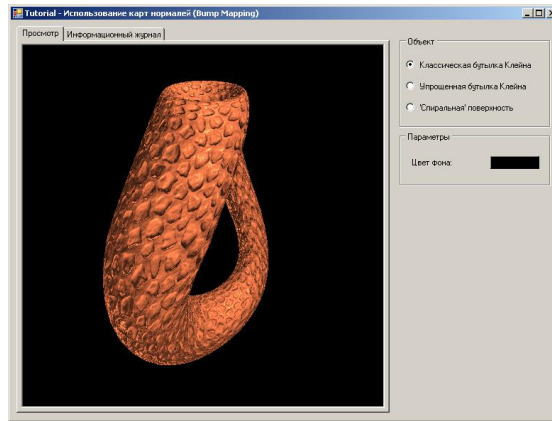 Tutorial - Использование карт нормалей (Bump Mapping)
Просмотр
Информационный журнал
Объект
Классическая бутылка Клейна
Упрощенная бутылка Клейна
'Спиральная' поверхность
Параметры
Цвет фона: